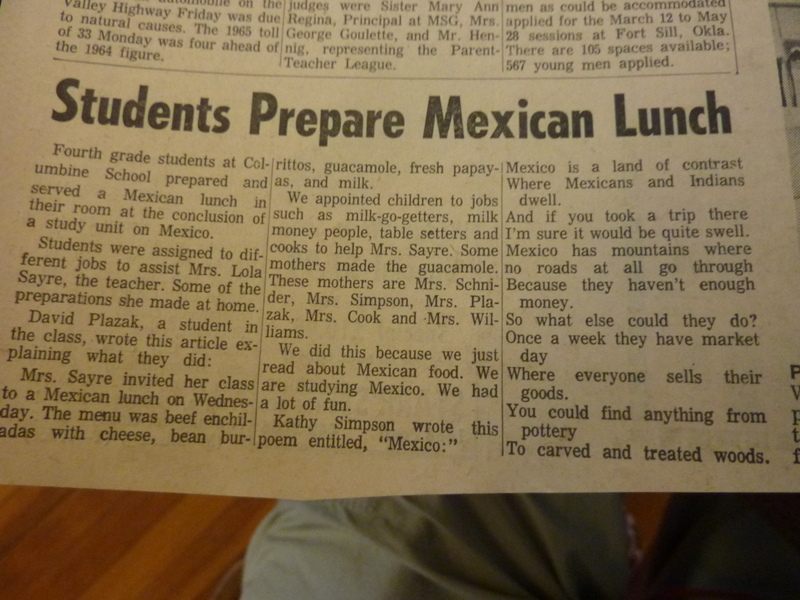 Valley Highway Friday was due
to natural causes. The 1965 toll
of 33 Monday was four ahead of
the 1964 figure.
judges were Sister Mary Ann
Regina, Principal at MSG, Mrs.
George Goulette, and Mr. Hen-
nig, representing the Parent-
Teacher League.
men as could be accommodated
applied for the March 12 to May
28 sessions at Fort Sill, Okla.
There are 105 spaces available;
567 young men applied.
Students Prepare Mexican Lunch
Fourth grade students at Col-
umbine School prepared and
served a Mexican lunch in
their room at the conclusion of
a study unit on Mexico.
Students were assigned to dif-
ferent jobs to assist Mrs. Lola
Sayre, the teacher. Some of the
preparations she made at home.
David Plazak, a student in
the class, wrote this article ex-
plaining what they did:
Mrs. Sayre invited her class
to a Mexican lunch on Wednes-
day. The menu was beef enchil-
adas with cheese, bean bur-
rittos, guacamole, fresh papay-
as, and milk.
We appointed children to jobs
such as milk-go-getters, milk
money people, table setters and
cooks to help Mrs. Sayre. Some
mothers made the guacamole.
These mothers are Mrs. Schni-
der, Mrs. Simpson, Mrs. Pla-
zak, Mrs. Cook and Mrs. Wil-
liams.
We did this because we just
read about Mexican food. We
are studying Mexico. We had
a lot of fun.
Kathy Simpson wrote this
poem entitled, "Mexico:"
Mexico is a land of contrast
Where Mexicans and Indians
dwell.
And if you took a trip there
I'm sure it would be quite swell.
Mexico has mountains where
no roads at all go through
Because they haven't enough
money.
So what else could they do?
Once a week they have market
day
Where everyone sells their
goods.
You could find anything from
pottery
To carved and treated woods.